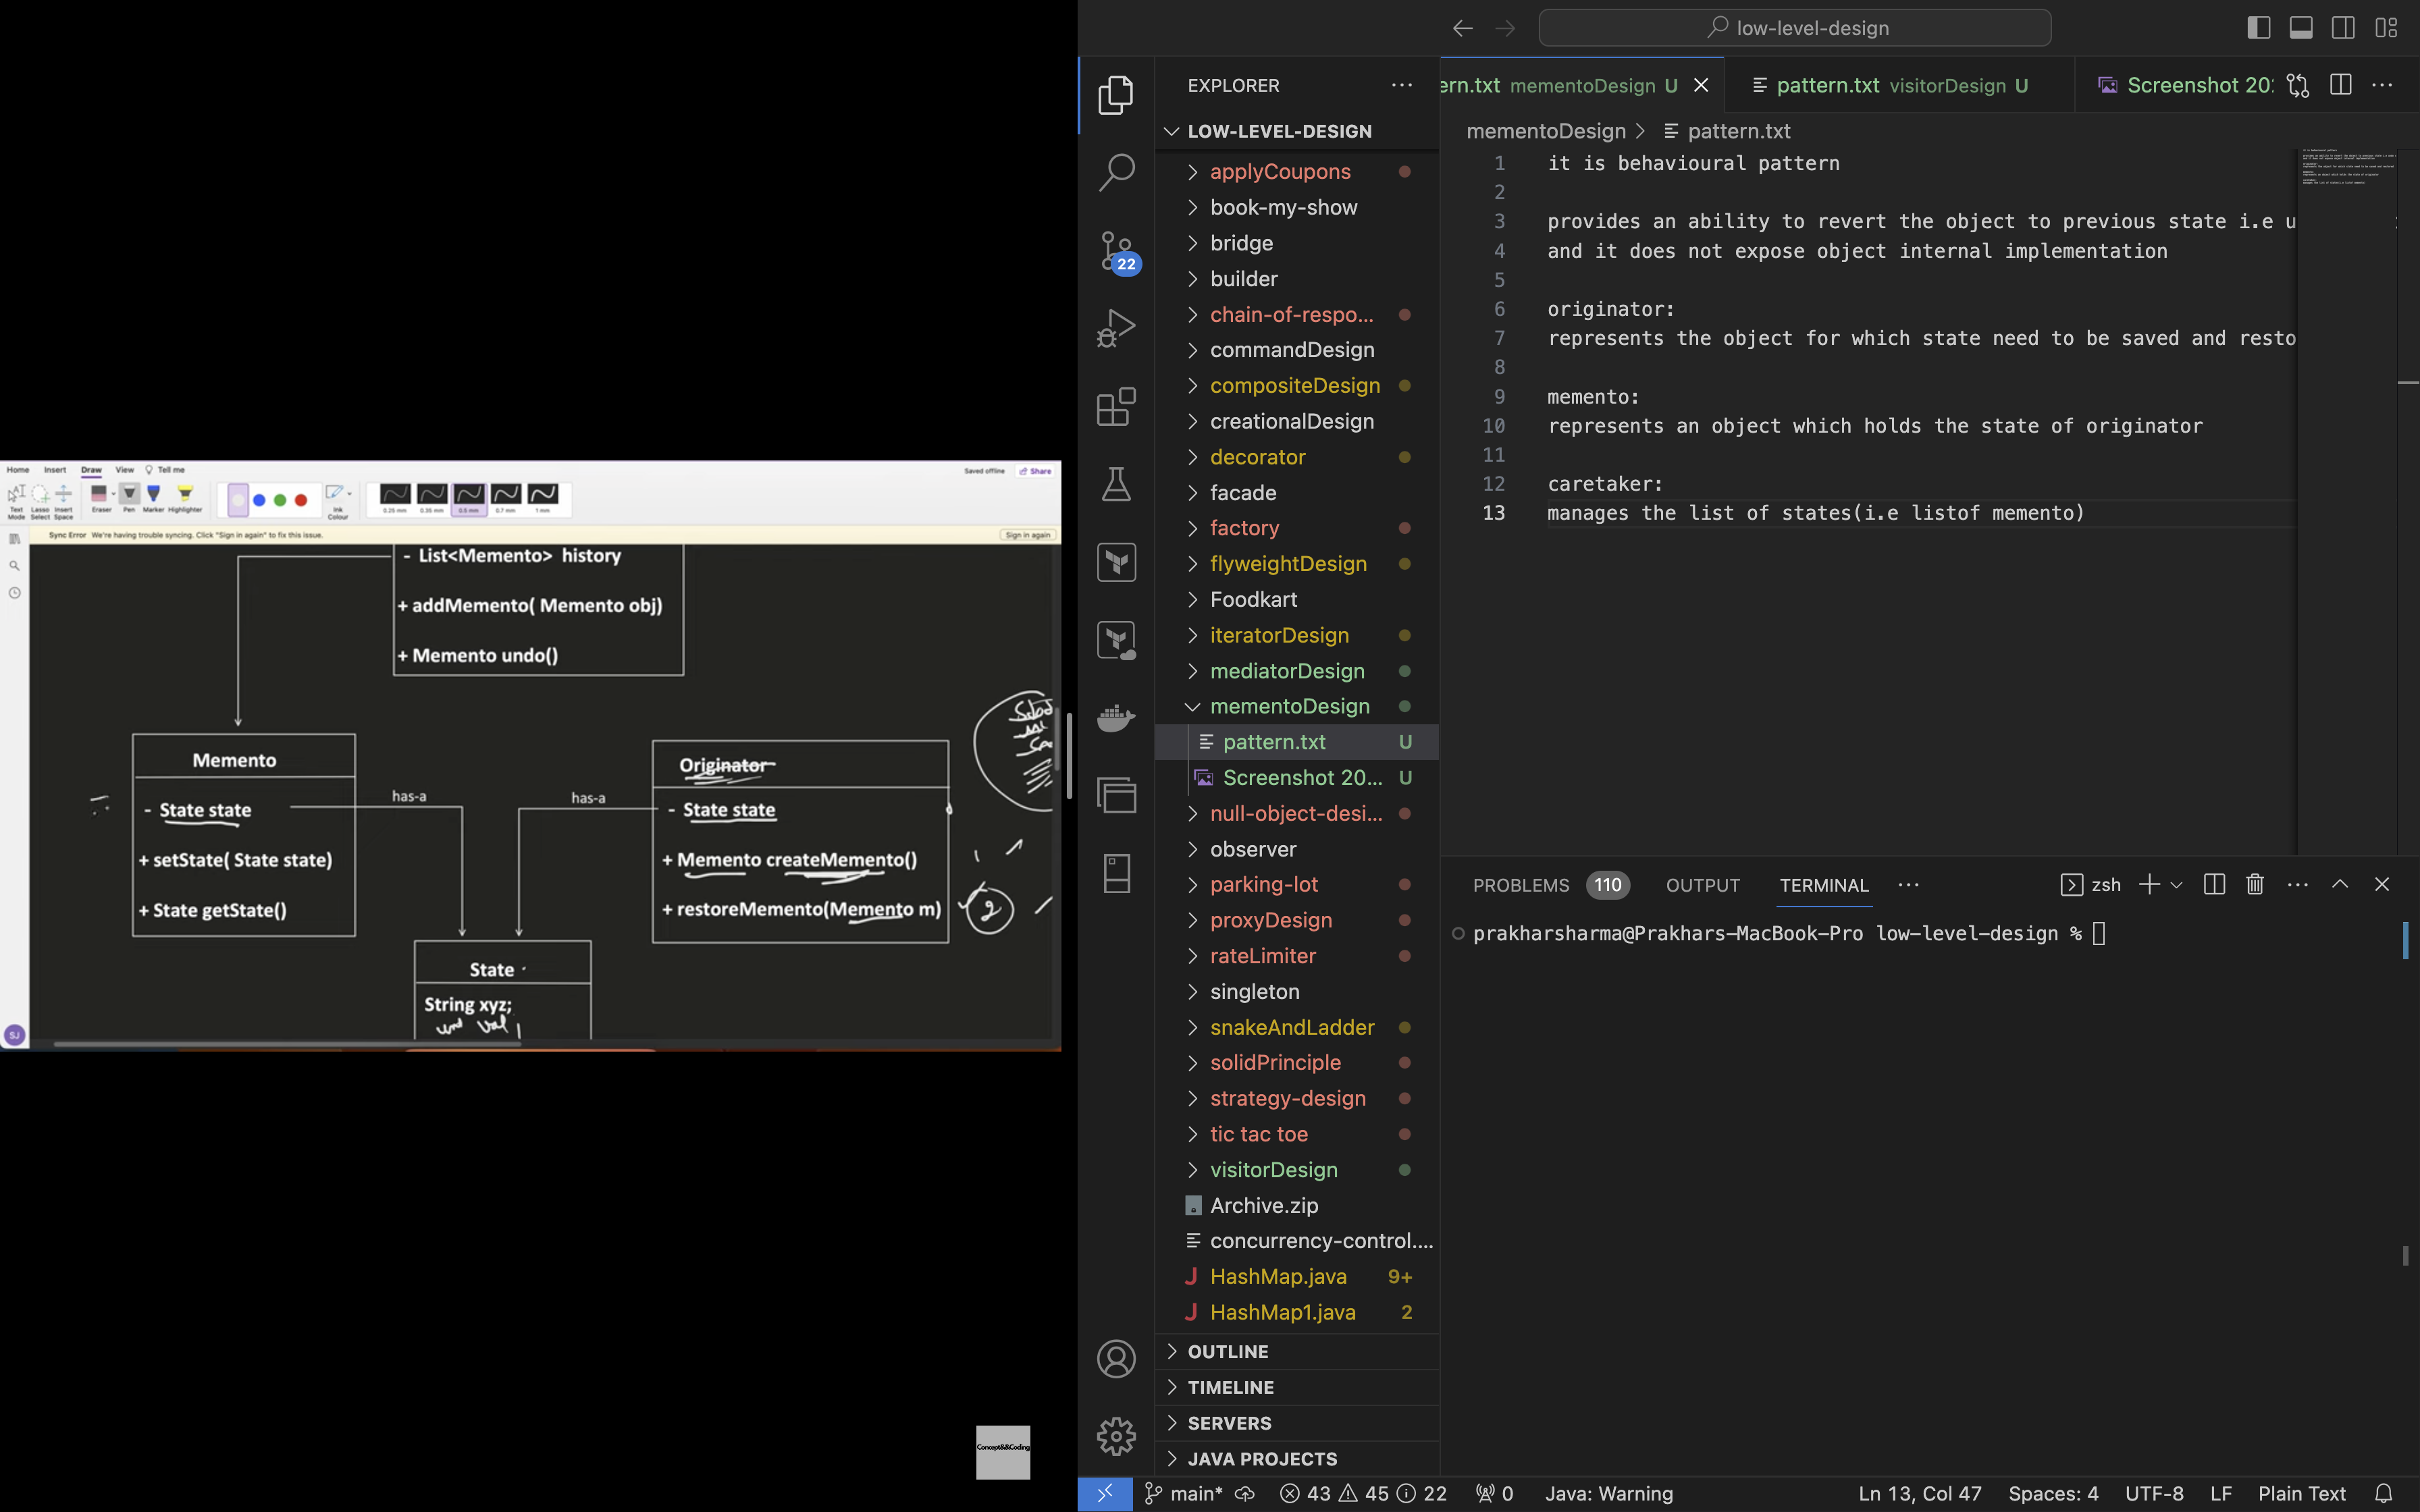 Home Insert Draw View Tell me
Saved offline Share
Text Mode Lasso Select Insert Space Eraser Pen Marker Highlighter Ink Colour 0.25 mm 0.35 mm 0.5 mm 0.7 mm 1 mm
Sync Error We're having trouble syncing. Click "Sign in again" to fix this issue. Sign in again
- List<Memento> history
+ addMemento( Memento obj)
+ Memento undo()
Memento
- State state
+ setState( State state)
+ State getState()
has-a
has-a
Originator
- State state
+ Memento createMemento()
+ restoreMemento(Memento m)
2
State
String xyz;
val
SJ
Concept&&Coding
low-level-design
EXPLORER
LOW-LEVEL-DESIGN
22
applyCoupons
book-my-show
bridge
builder
chain-of-respo...
commandDesign
compositeDesign
creationalDesign
decorator
facade
factory
flyweightDesign
Foodkart
iteratorDesign
mediatorDesign
mementoDesign
pattern.txt U
Screenshot 20... U
null-object-desi...
observer
parking-lot
proxyDesign
rateLimiter
singleton
snakeAndLadder
solidPrinciple
strategy-design
tic tac toe
visitorDesign
Archive.zip
concurrency-control....
J HashMap.java 9+
J HashMap1.java 2
OUTLINE
TIMELINE
SERVERS
JAVA PROJECTS
ern.txt mementoDesign U
pattern.txt visitorDesign U
Screenshot 20
mementoDesign > pattern.txt
1 it is behavioural pattern
2
3 provides an ability to revert the object to previous state i.e u
4 and it does not expose object internal implementation
5
6 originator:
7 represents the object for which state need to be saved and resto
8
9 memento:
10 represents an object which holds the state of originator
11
12 caretaker:
13 manages the list of states(i.e listof memento)
PROBLEMS 110 OUTPUT TERMINAL
zsh
prakharsharma@Prakhars-MacBook-Pro low-level-design %
main* 43 45 22 0 Java: Warning
Ln 13, Col 47 Spaces: 4 UTF-8 LF Plain Text